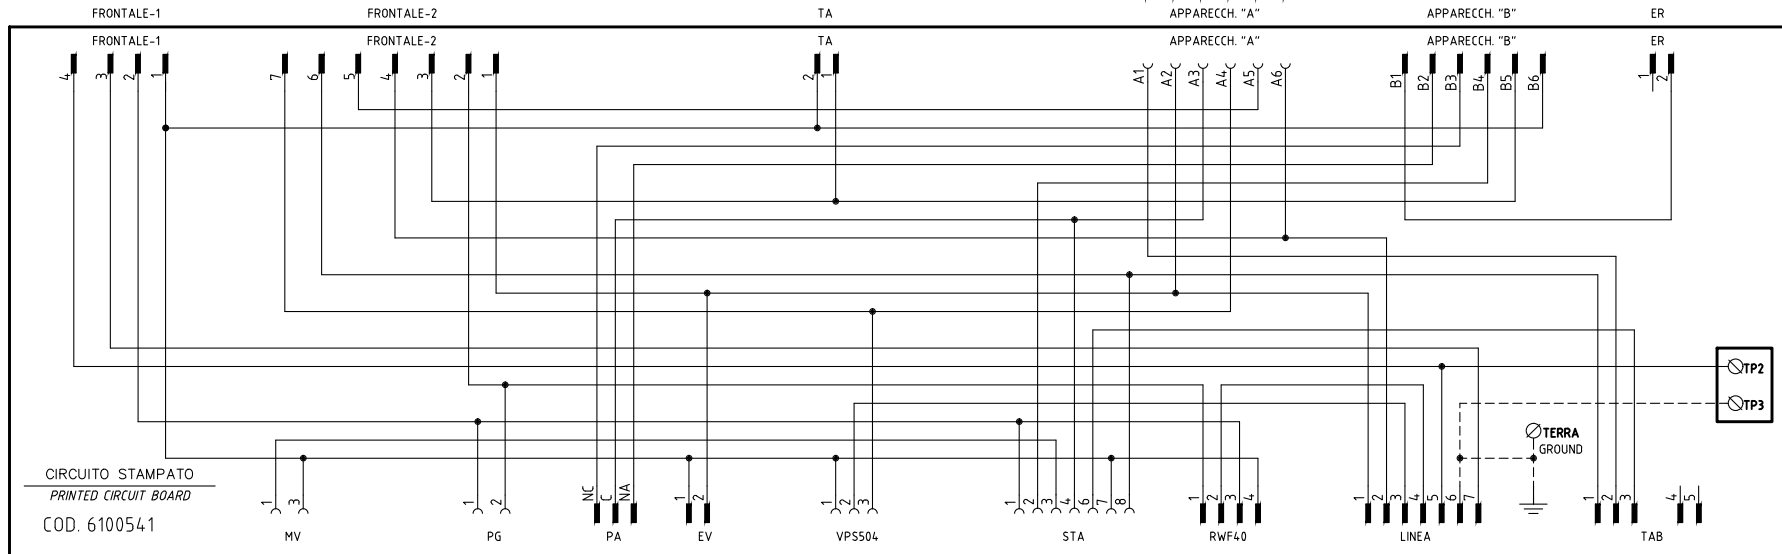 FRONTALE-1 FRONTALE-2 TA APPARECCH. "A" APPARECCH. "B" ER
FRONTALE-1 FRONTALE-2 TA APPARECCH. "A" APPARECCH. "B" ER
4 3 2 1 7 6 5 4 3 2 1 2 1 A1 A2 A3 A4 A5 A6 B1 B2 B3 B4 B5 B6 1 2
TP2
TP3
TERRA
GROUND
CIRCUITO STAMPATO
PRINTED CIRCUIT BOARD
COD. 6100541
1 3 1 2 NC C NA 1 2 1 2 3 1 2 3 4 6 7 8 1 2 3 4 1 2 3 4 5 6 7 1 2 3 4 5
MV PG PA EV VPS504 STA RWF40 LINEA TAB